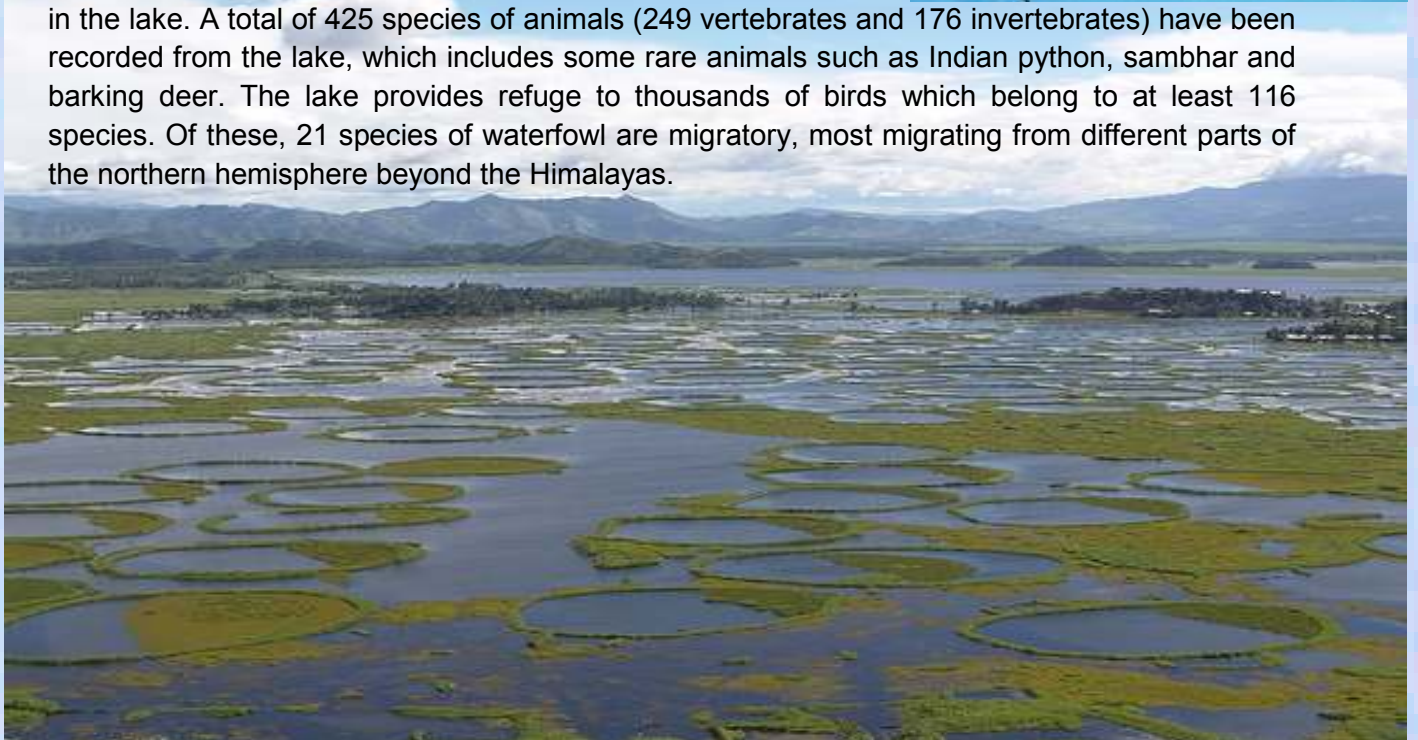 in the lake. A total of 425 species of animals (249 vertebrates and 176 invertebrates) have been
recorded from the lake, which includes some rare animals such as Indian python, sambhar and
barking deer. The lake provides refuge to thousands of birds which belong to at least 116
species. Of these, 21 species of waterfowl are migratory, most migrating from different parts of
the northern hemisphere beyond the Himalayas.